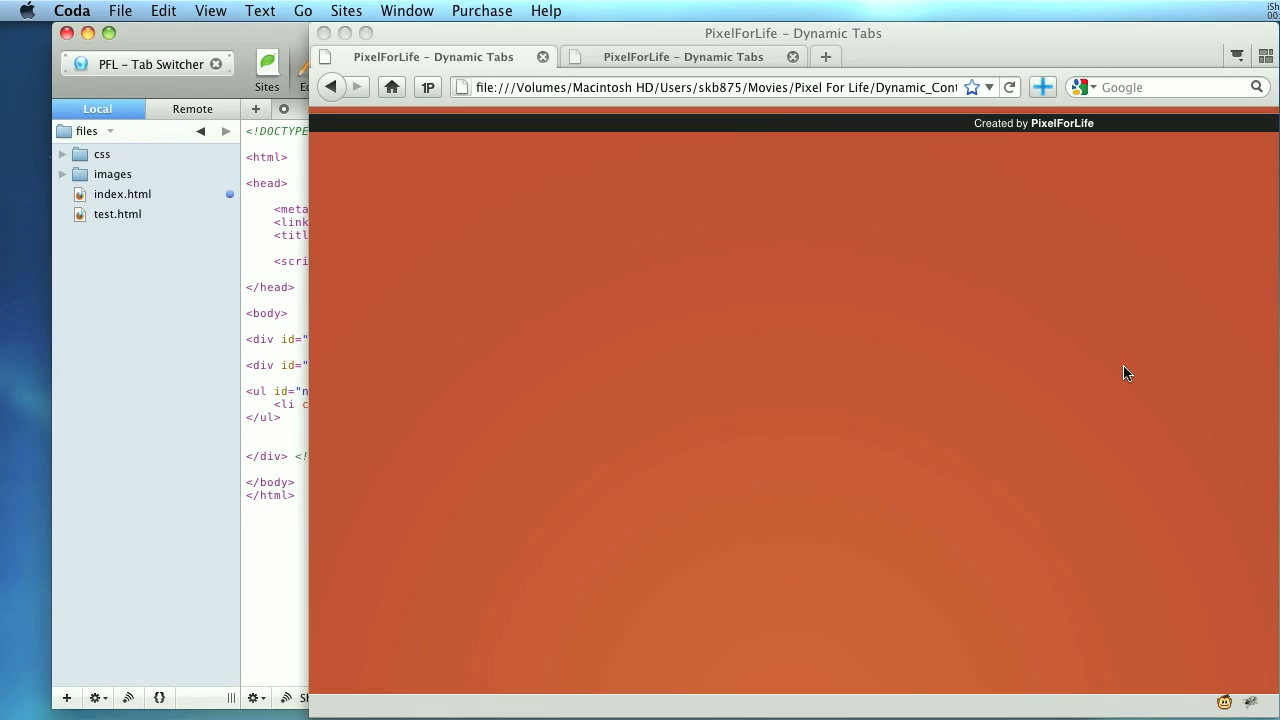 Coda File Edit View Text Go Sites Window Purchase Help
PFL – Tab Switcher
Sites
Local Remote
files
css
images
index.html
test.html
<!DOCTYPE
<html>
<head>
<meta
<link
<titl
<scri
</head>
<body>
<div id="
<div id="
<ul id="n
<li c
</ul>
</div> <!
</body>
</html>
PixelForLife – Dynamic Tabs
PixelForLife – Dynamic Tabs PixelForLife – Dynamic Tabs
1P file:///Volumes/Macintosh HD/Users/skb875/Movies/Pixel For Life/Dynamic_Con Google
Created by PixelForLife